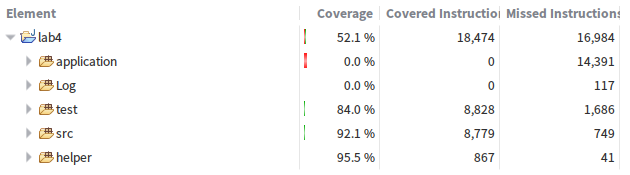 Element Coverage Covered Instructio Missed Instructions
lab4 52.1 % 18,474 16,984
application 0.0 % 0 14,391
Log 0.0 % 0 117
test 84.0 % 8,828 1,686
src 92.1 % 8,779 749
helper 95.5 % 867 41